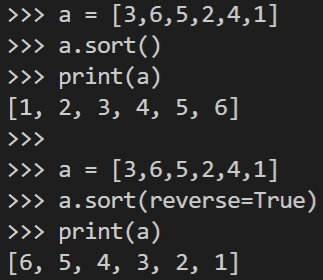 >>> a = [3,6,5,2,4,1]
>>> a.sort()
>>> print(a)
[1, 2, 3, 4, 5, 6]
>>>
>>> a = [3,6,5,2,4,1]
>>> a.sort(reverse=True)
>>> print(a)
[6, 5, 4, 3, 2, 1]